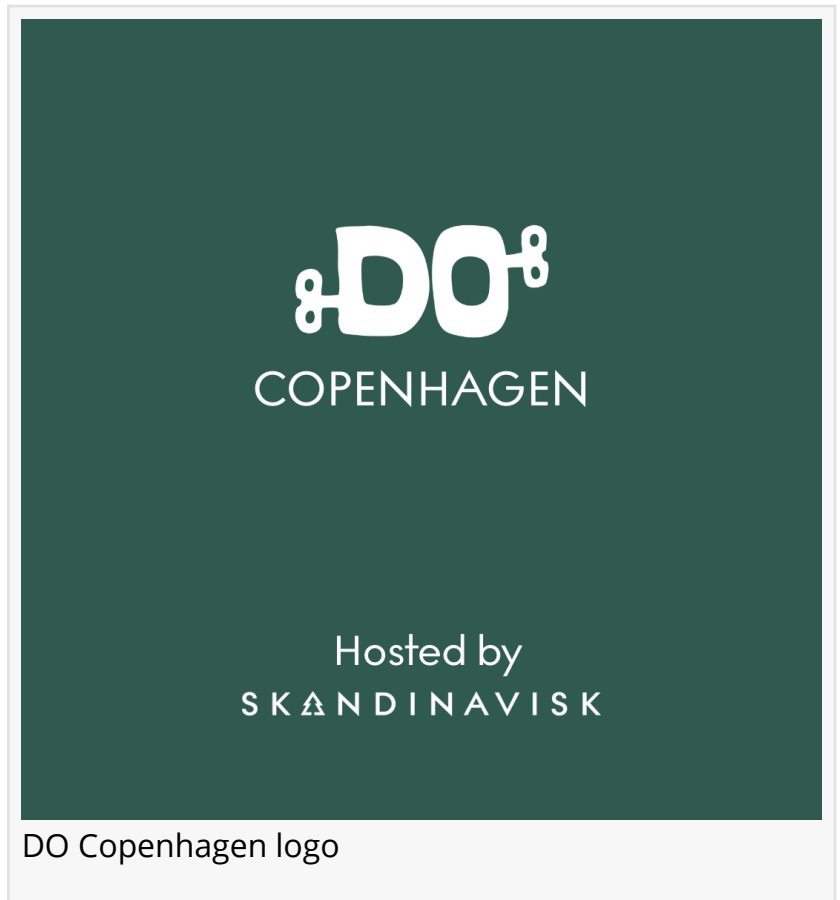 DO
COPENHAGEN
Hosted by
SKANDINAVISK
DO Copenhagen logo